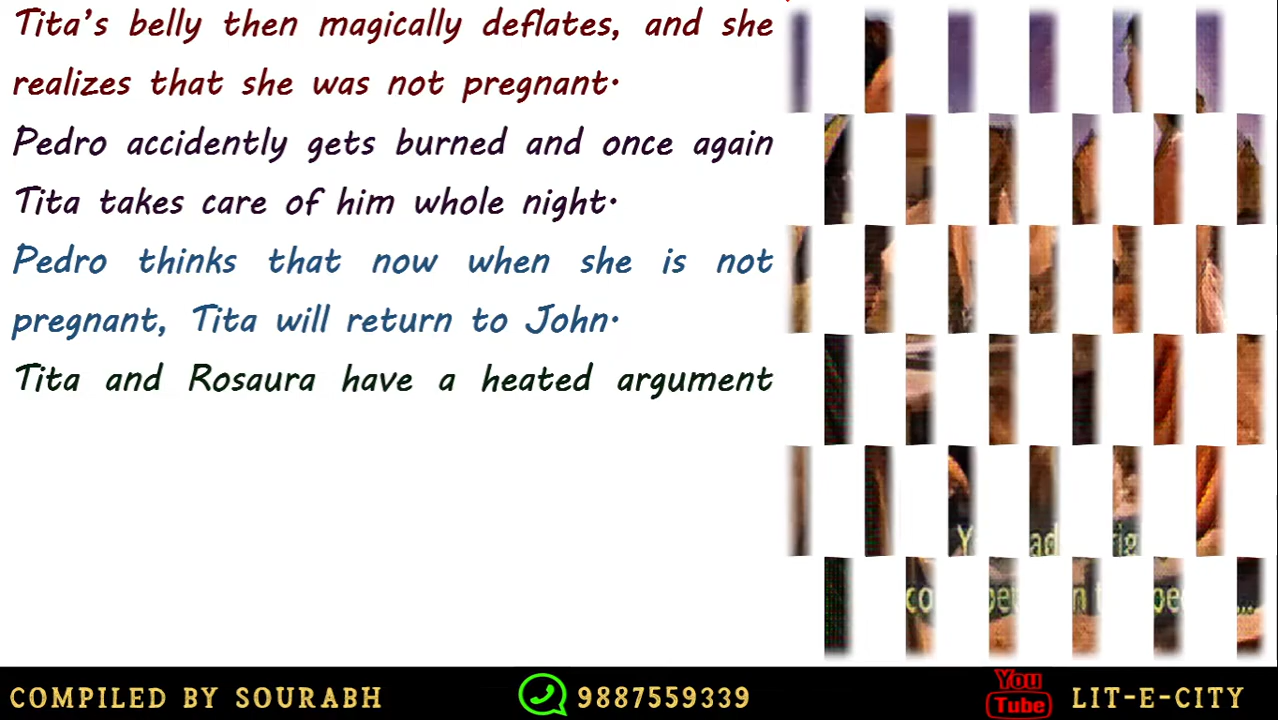 Tita's belly then magically deflates, and she
realizes that she was not pregnant.
Pedro accidently gets burned and once again
Tita takes care of him whole night.
Pedro thinks that now when she is not
pregnant, Tita will return to John.
Tita and Rosaura have a heated argument
COMPILED BY SOURABH
9887559339
You Tube
LIT-E-CITY